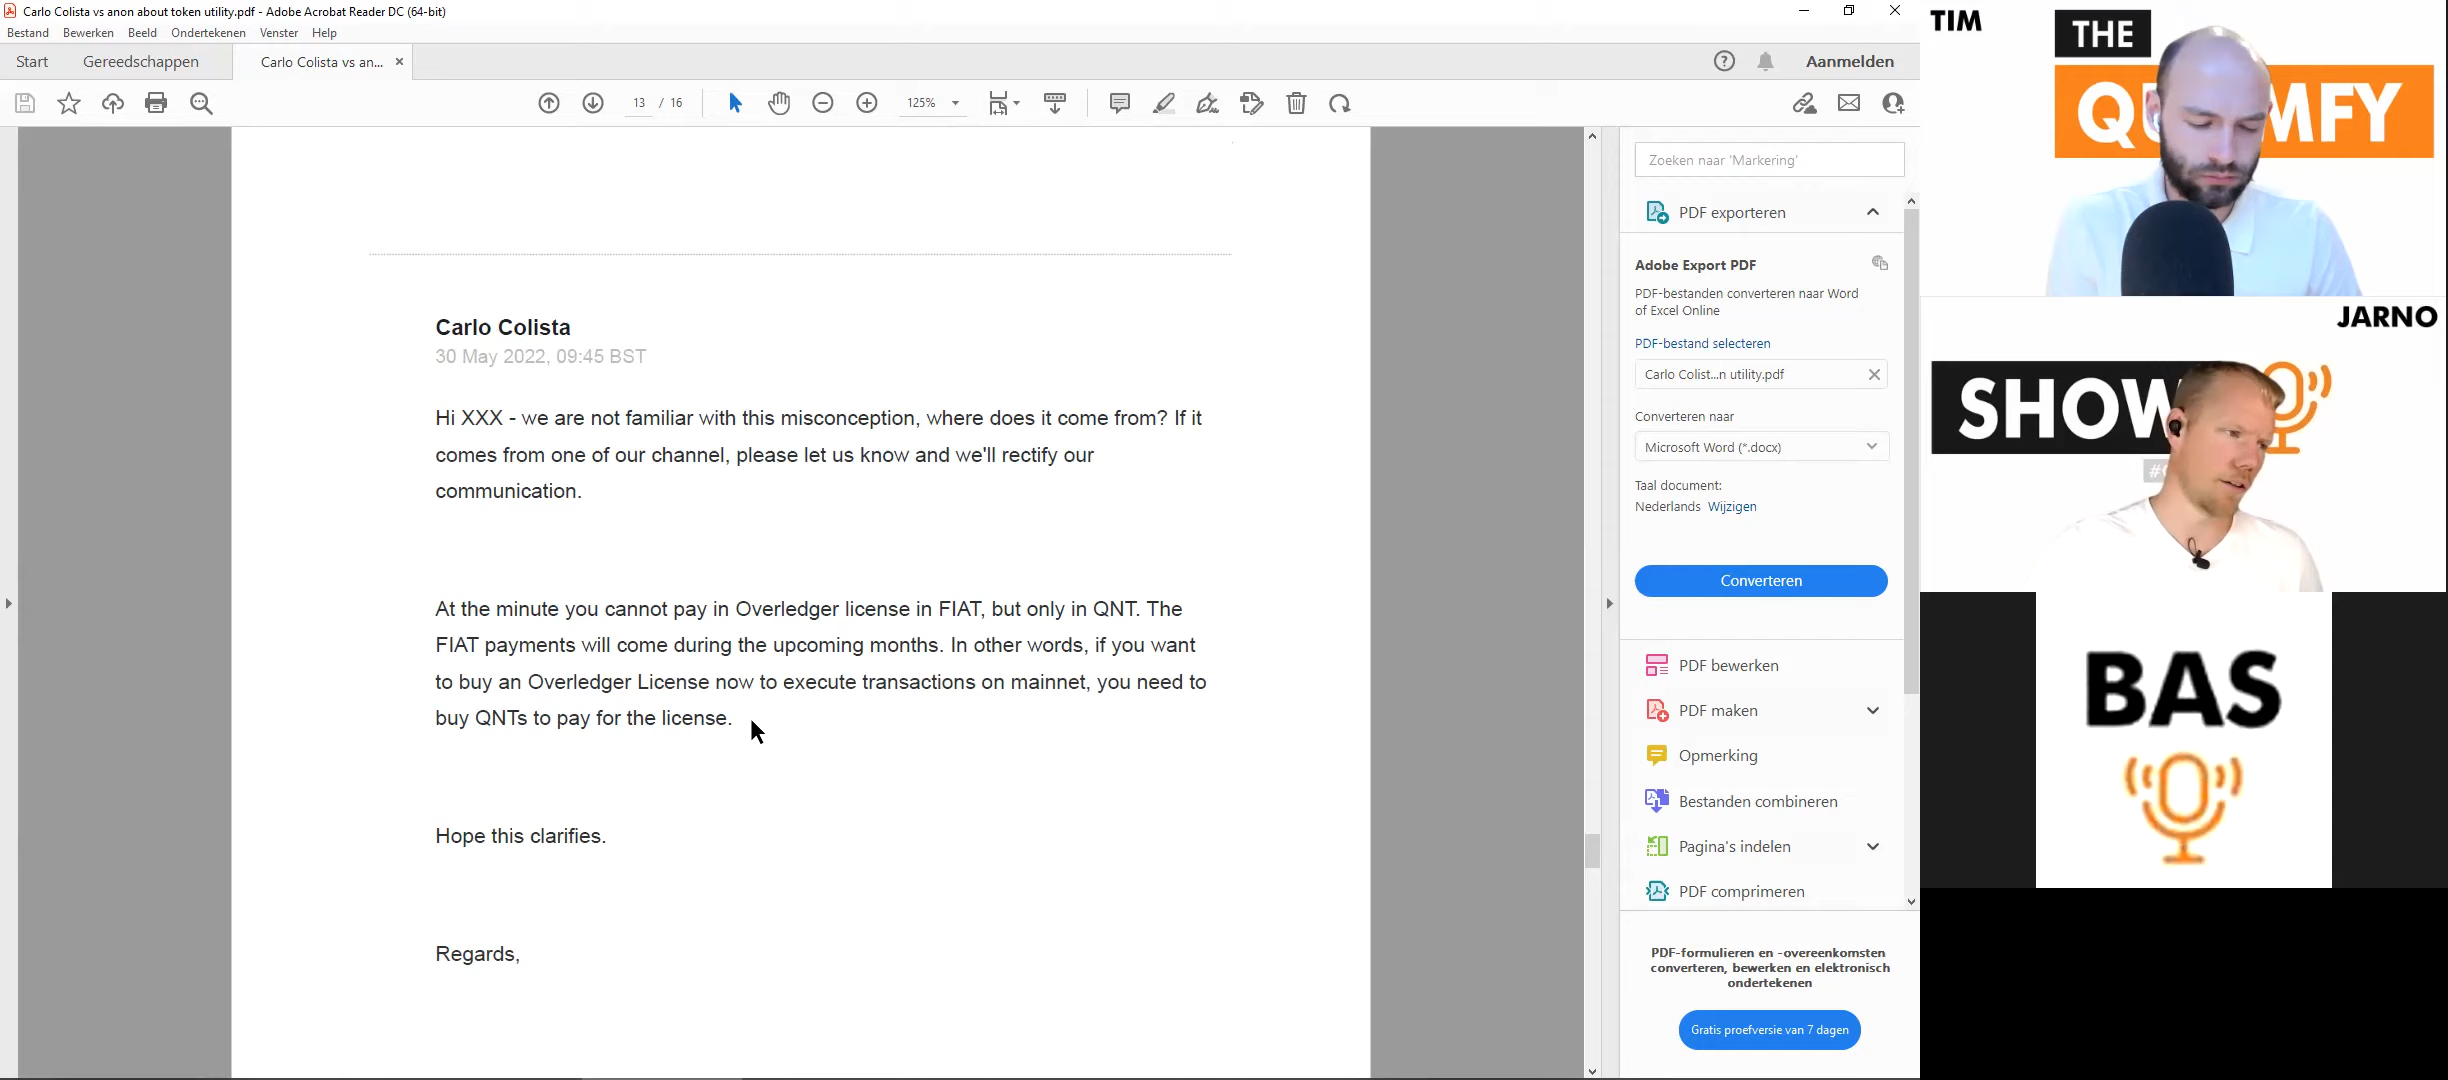 Carlo Colista vs anon about token utility.pdf - Adobe Acrobat Reader DC (64-bit)
Bestand Bewerken Beeld Ondertekenen Venster Help
Start Gereedschappen Carlo Colista vs an... Aanmelden
13 / 16 125%
Carlo Colista
30 May 2022, 09:45 BST
Hi XXX - we are not familiar with this misconception, where does it come from? If it
comes from one of our channel, please let us know and we'll rectify our
communication.
At the minute you cannot pay in Overledger license in FIAT, but only in QNT. The
FIAT payments will come during the upcoming months. In other words, if you want
to buy an Overledger License now to execute transactions on mainnet, you need to
buy QNTs to pay for the license.
Hope this clarifies.
Regards,
Zoeken naar 'Markering'
PDF exporteren
Adobe Export PDF
PDF-bestanden converteren naar Word
of Excel Online
PDF-bestand selecteren
Carlo Colist...n utility.pdf
Converteren naar
Microsoft Word (*.docx)
Taal document:
Nederlands Wijzigen
Converteren
PDF bewerken
PDF maken
Opmerking
Bestanden combineren
Pagina's indelen
PDF comprimeren
PDF-formulieren en -overeenkomsten
converteren, bewerken en elektronisch
ondertekenen
Gratis proefversie van 7 dagen
TIM
THE
JARNO
SHOW
BAS